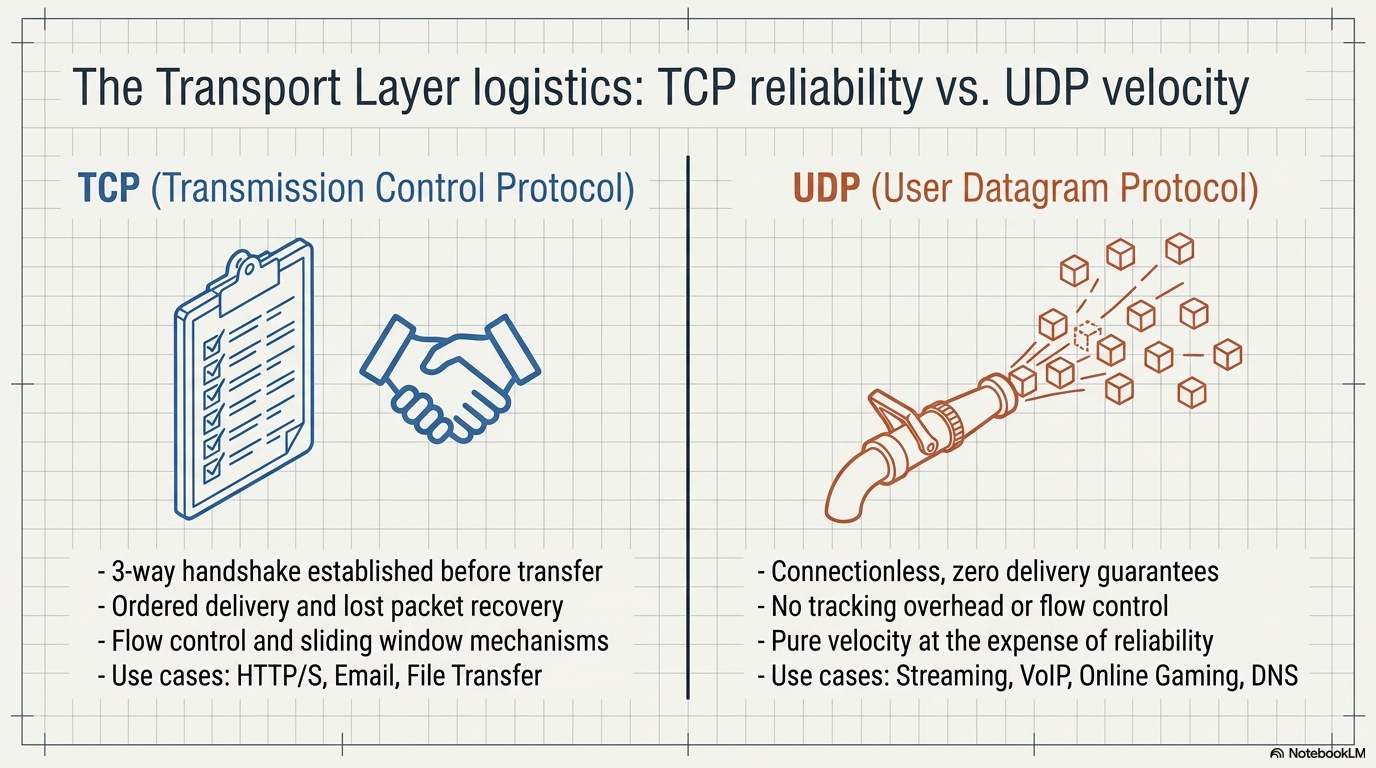 The Transport Layer logistics: TCP reliability vs. UDP velocity
TCP (Transmission Control Protocol)
- 3-way handshake established before transfer
- Ordered delivery and lost packet recovery
- Flow control and sliding window mechanisms
- Use cases: HTTP/S, Email, File Transfer
UDP (User Datagram Protocol)
- Connectionless, zero delivery guarantees
- No tracking overhead or flow control
- Pure velocity at the expense of reliability
- Use cases: Streaming, VoIP, Online Gaming, DNS
NotebookLM